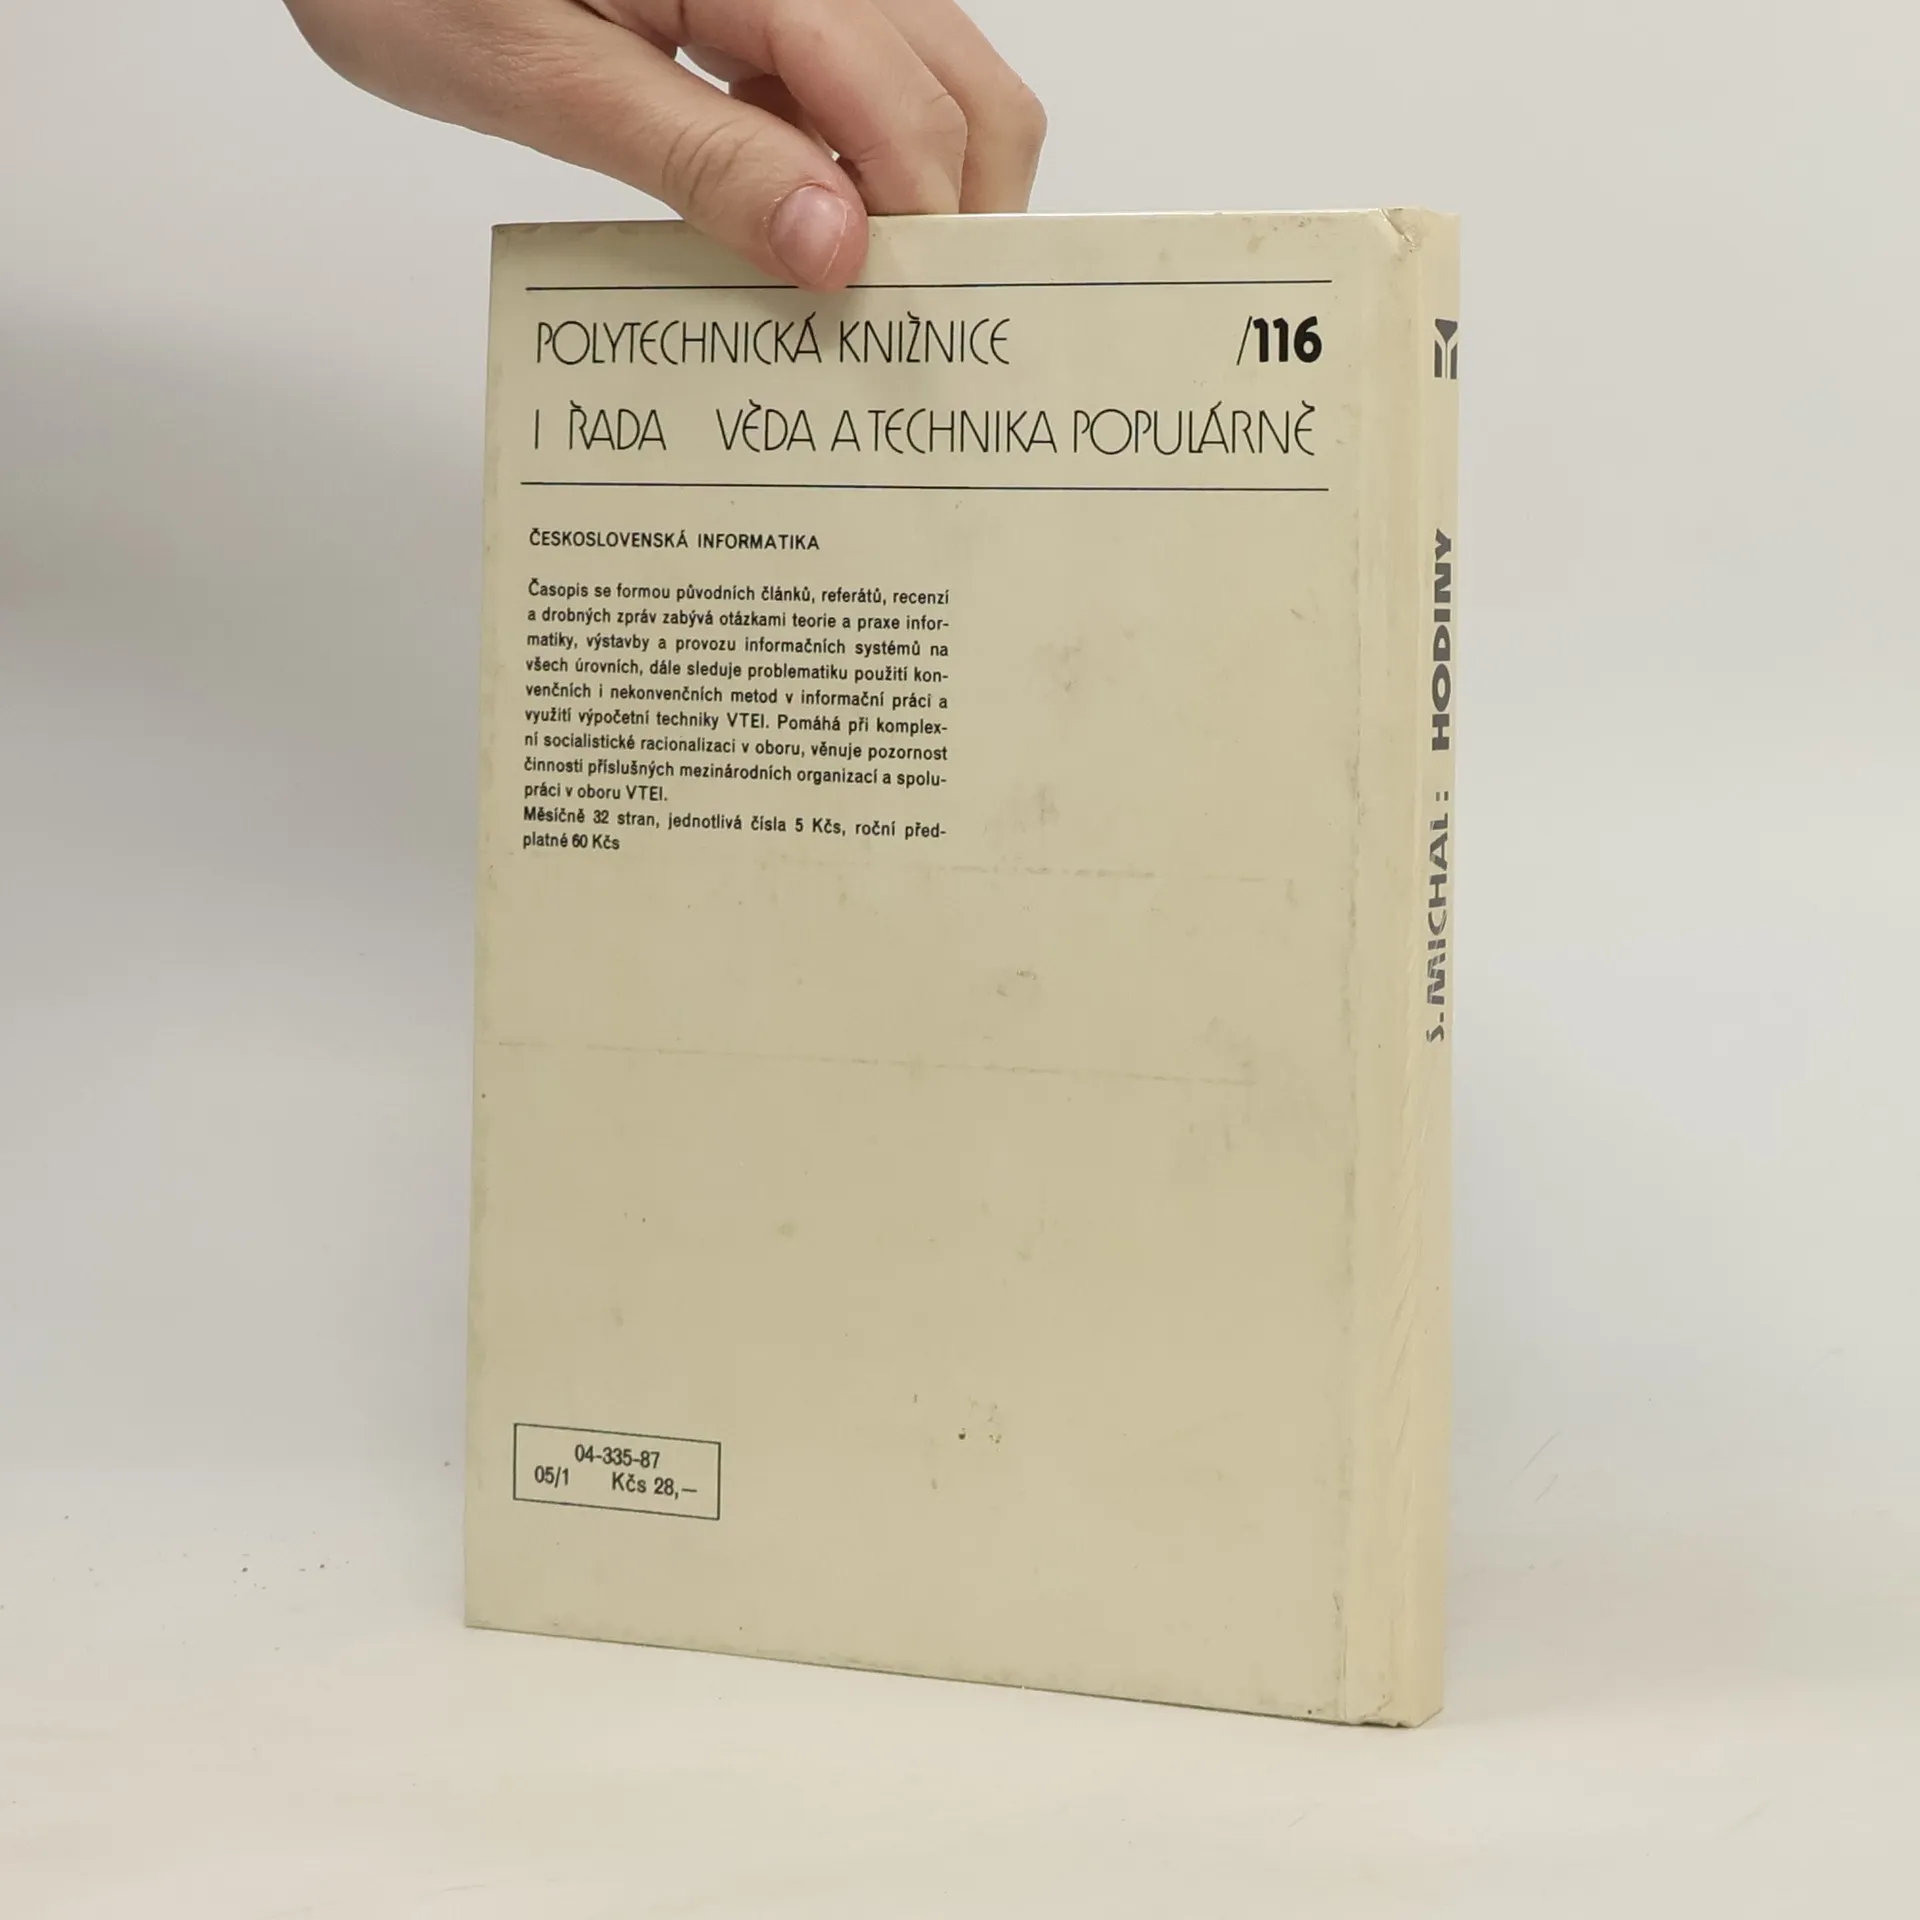 POLYTECHNICKÁ KNIŽNICE /116
I ŘADA VĚDA A TECHNIKA POPULÁRNĚ
ČESKOSLOVENSKÁ INFORMATIKA
Časopis se formou původních článků, referátů, recenzí
a drobných zpráv zabývá otázkami teorie a praxe infor-
matiky, výstavby a provozu informačních systémů na
všech úrovních, dále sleduje problematiku použití kon-
venčních i nekonvenčních metod v informační práci a
využití výpočetní techniky VTEI. Pomáhá při komplex-
ní socialistické racionalizaci v oboru, věnuje pozornost
činnosti příslušných mezinárodních organizací a spolu-
práci v oboru VTEI.
Měsíčně 32 stran, jednotlivá čísla 5 Kčs, roční před-
platné 60 Kčs
04-335-87
05/1 Kčs 28,—
S. MICHAL: HODINY